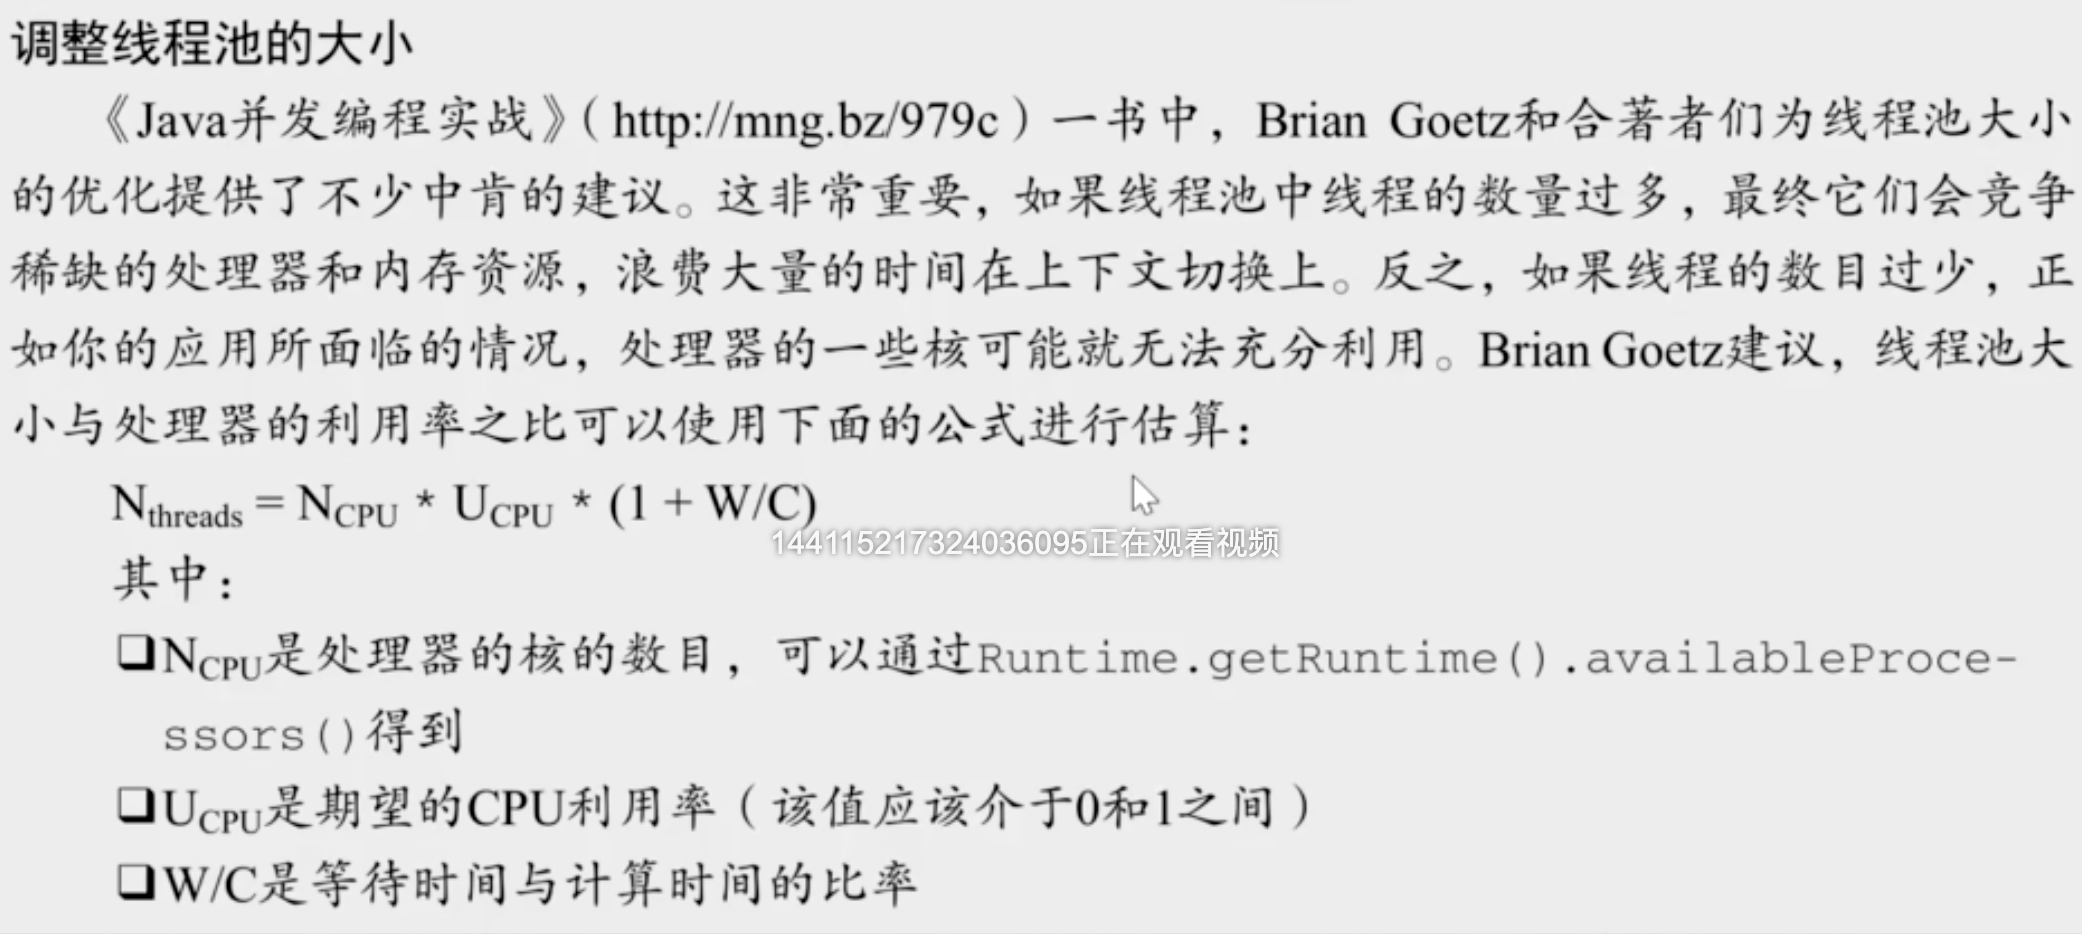 调整线程池的大小
《Java并发编程实战》（http://mng.bz/979c）一书中，Brian Goetz和合著者们为线程池大小
的优化提供了不少中肯的建议。这非常重要，如果线程池中线程的数量过多，最终它们会竞争
稀缺的处理器和内存资源，浪费大量的时间在上下文切换上。反之，如果线程的数目过少，正
如你的应用所面临的情况，处理器的一些核可能就无法充分利用。Brian Goetz建议，线程池大
小与处理器的利用率之比可以使用下面的公式进行估算：
Nthreads = NCPU * UCPU * (1 + W/C)
144115217324036095正在观看视频
其中：
❑NCPU是处理器的核的数目，可以通过Runtime.getRuntime().availableProce-
ssors()得到
❑UCPU是期望的CPU利用率（该值应该介于0和1之间）
❑W/C是等待时间与计算时间的比率